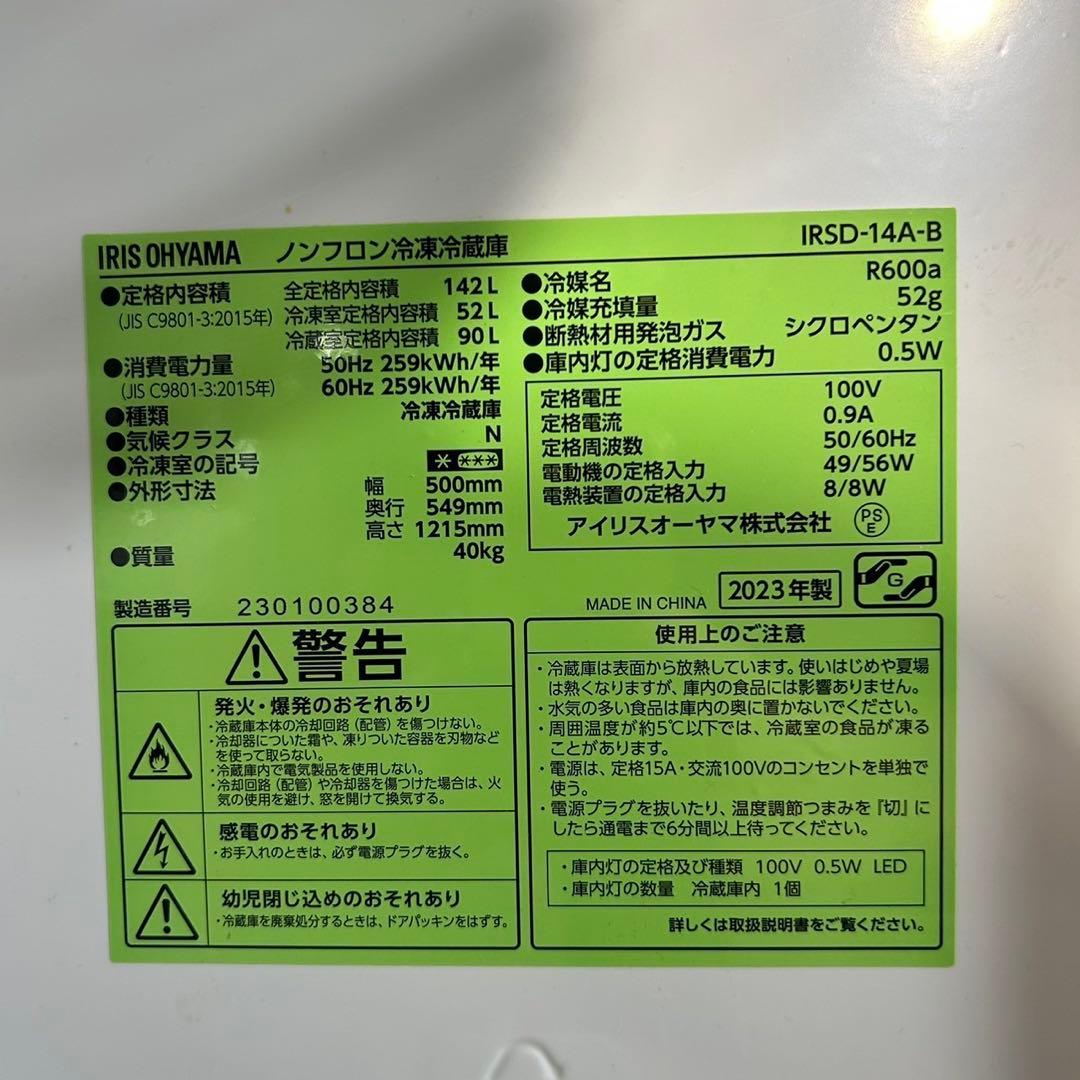 IRIS OHYAMA ノンフロン冷凍冷蔵庫 IRSD-14A-B
●定格内容積 全定格内容積 142 L
(JIS C9801-3:2015年) 冷凍室定格内容積 52 L
冷蔵室定格内容積 90 L
●消費電力量 50Hz 259kWh/年
(JIS C9801-3:2015年) 60Hz 259kWh/年
●種類 冷凍冷蔵庫
●気候クラス N
●冷凍室の記号 * ***
●外形寸法 幅 500mm
奥行 549mm
高さ 1215mm
●質量 40kg
●冷媒名 R600a
●冷媒充填量 52g
●断熱材用発泡ガス シクロペンタン
●庫内灯の定格消費電力 0.5W
定格電圧 100V
定格電流 0.9A
定格周波数 50/60Hz
電動機の定格入力 49/56W
電熱装置の定格入力 8/8W
アイリスオーヤマ株式会社 PSE
製造番号 230100384
MADE IN CHINA 2023年製 G
警告
発火・爆発のおそれあり
・冷蔵庫本体の冷却回路（配管）を傷つけない。
・冷却器についた霜や、凍りついた容器を刃物など
を使って取らない。
・冷蔵庫内で電気製品を使用しない。
・冷却回路（配管）や冷却器を傷つけた場合は、火
気の使用を避け、窓を開けて換気する。
感電のおそれあり
・お手入れのときは、必ず電源プラグを抜く。
幼児閉じ込めのおそれあり
・冷蔵庫を廃棄処分するときは、ドアパッキンをはずす。
使用上のご注意
・冷蔵庫は表面から放熱しています。使いはじめや夏場
は熱くなりますが、庫内の食品には影響ありません。
・水気の多い食品は庫内の奥に置かないでください。
・周囲温度が約5℃以下では、冷蔵室の食品が凍る
ことがあります。
・電源は、定格15A・交流100Vのコンセントを単独で
使う。
・電源プラグを抜いたり、温度調節つまみを『切』に
したら通電まで6分間以上待ってください。
・庫内灯の定格及び種類 100V 0.5W LED
・庫内灯の数量 冷蔵庫内 1個
詳しくは取扱説明書をご覧ください。